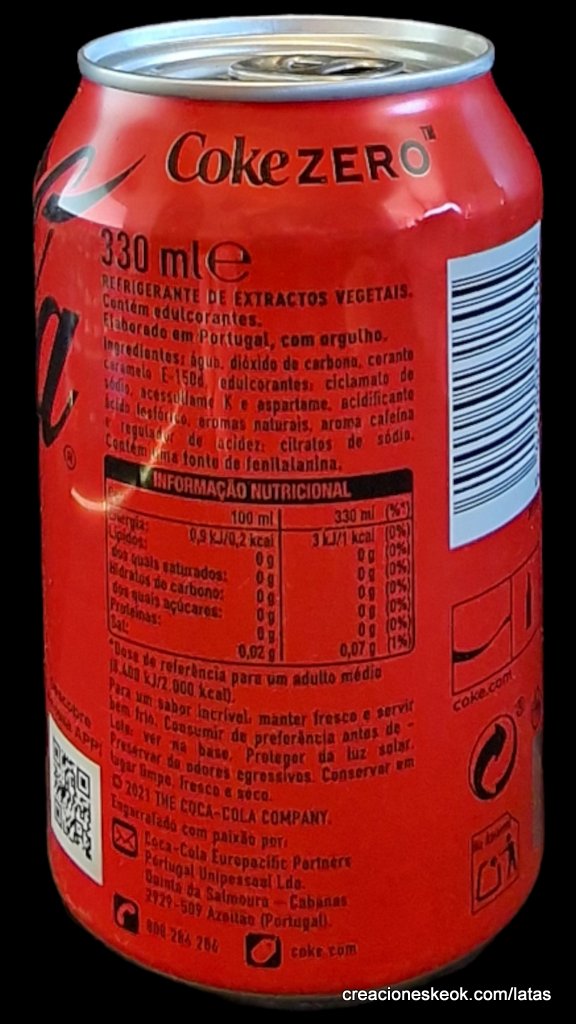 Coke ZERO™
330 ml e
REFRIGERANTE DE EXTRACTOS VEGETAIS.
Contém edulcorantes.
Elaborado em Portugal, com orgulho.
Ingredientes: água, dióxido de carbono, corante
caramelo E-150d, edulcorantes: ciclamato de
sódio, acessulfame K e aspartame, acidificante
ácido fosfórico, aromas naturais, aroma cafeína
e regulador de acidez: citratos de sódio.
Contém uma fonte de fenilalanina.
INFORMAÇÃO NUTRICIONAL
100 ml 330 ml (%*)
Energia: 0,9 kJ/0,2 kcal 3 kJ/1 kcal (0%)
Lípidos: 0 g 0 g (0%)
dos quais saturados: 0 g 0 g (0%)
Hidratos de carbono: 0 g 0 g (0%)
dos quais açúcares: 0 g 0 g (0%)
Proteínas: 0 g 0 g (0%)
Sal: 0,02 g 0,07 g (1%)
*Dose de referência para um adulto médio
(8.400 kJ/2.000 kcal).
Para um sabor incrível, manter fresco e servir
bem frio. Consumir de preferência antes de -
Lote: ver na base. Proteger da luz solar.
Preservar de odores agressivos. Conservar em
lugar limpo, fresco e seco.
© 2021 THE COCA-COLA COMPANY.
Engarrafado com paixão por:
Coca-Cola Europacific Partners
Portugal Unipessoal Lda.
Quinta da Salmoura - Cabanas
2929-509 Azeitão (Portugal).
800 286 206 coke.com
®
APP!
coke.com
®
creacioneskeok.com/latas